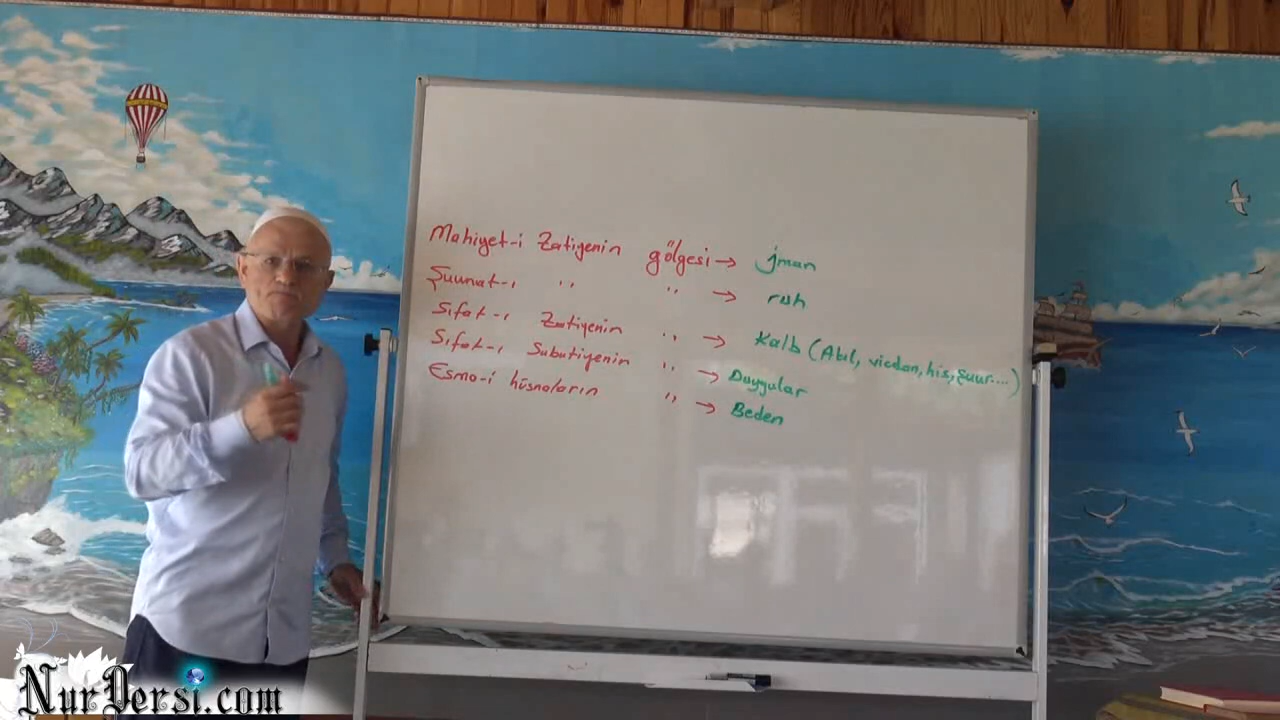 Mahiyet-i Zatiyenin gölgesi → iman
Şuunat-ı " " → ruh
Sıfat-ı Zatiyenin " → Kalb (Akıl, vicdan, his, şuur....)
Sıfat-ı Subutiyenin " → Duygular
Esma-i hüsnaların " → Beden
NurDersi.com